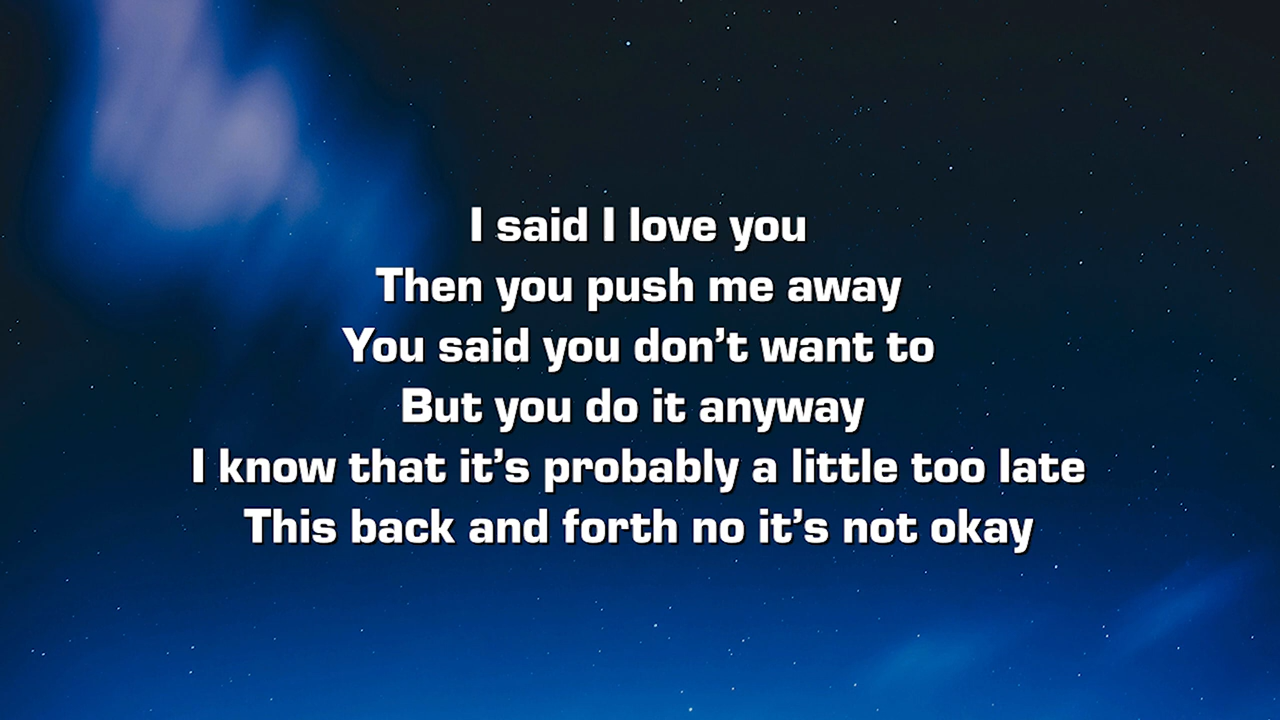 I said I love you
Then you push me away
You said you don’t want to
But you do it anyway
I know that it’s probably a little too late
This back and forth no it’s not okay